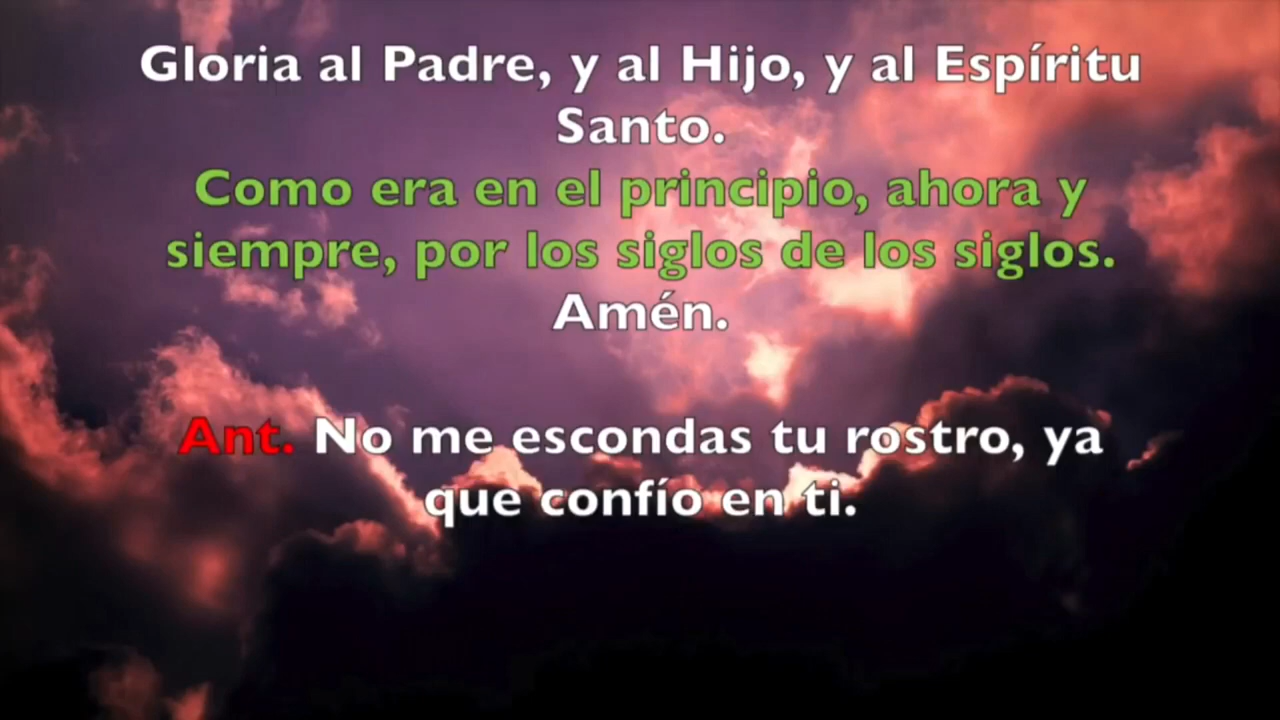 Gloria al Padre, y al Hijo, y al Espíritu
Santo.
Como era en el principio, ahora y
siempre, por los siglos de los siglos.
Amén.
Ant. No me escondas tu rostro, ya
que confío en ti.